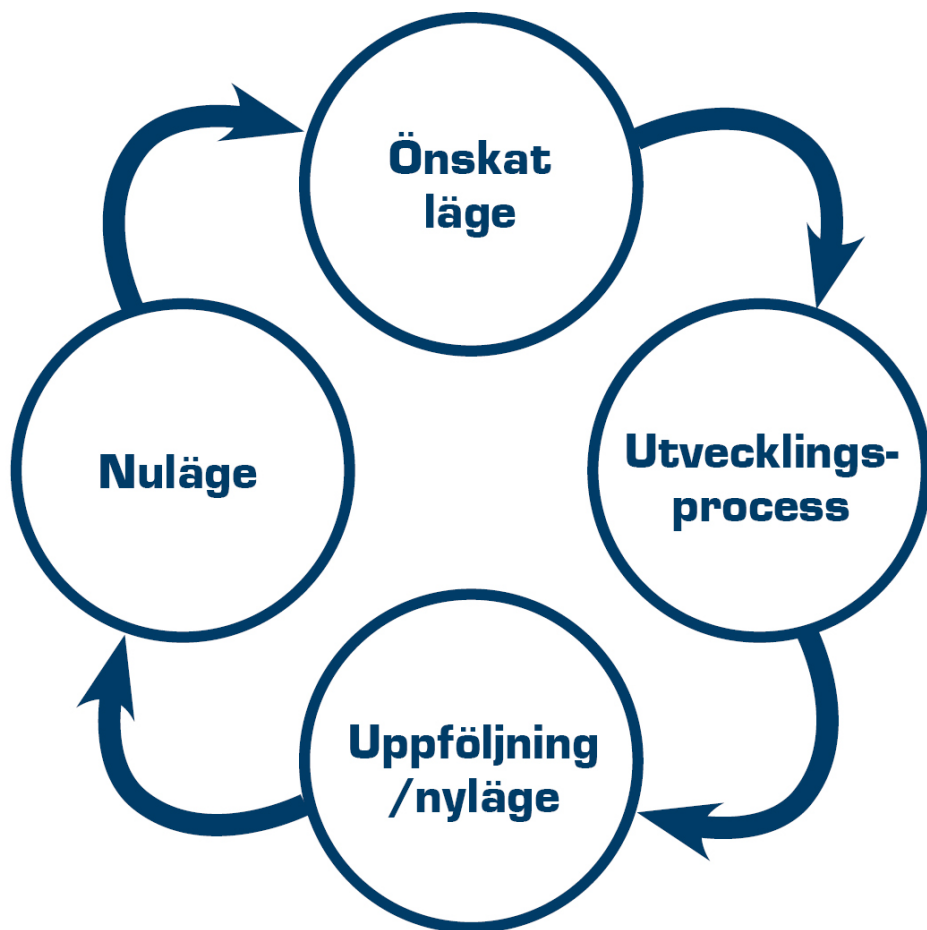 Önskat
läge
Nuläge
Utvecklings-
process
Uppföljning
/nyläge